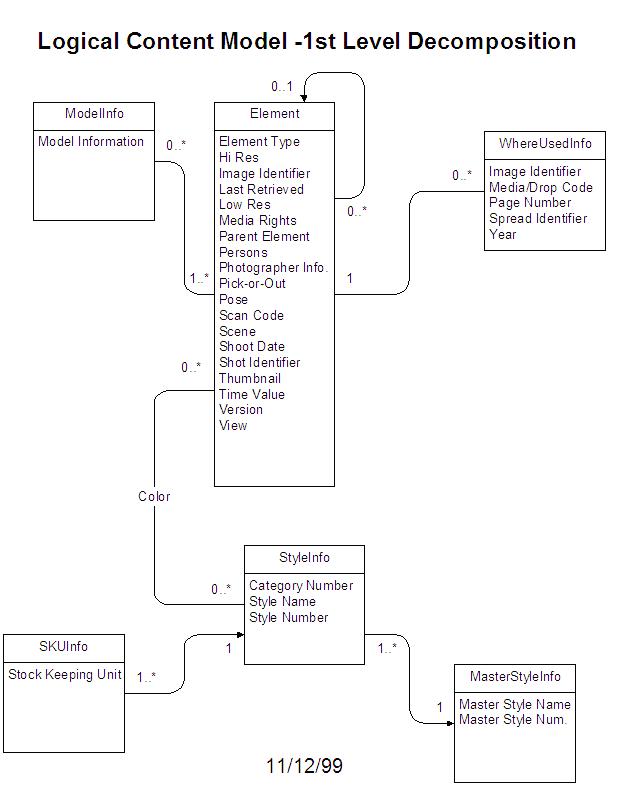 Logical Content Model -1st Level Decomposition
0..1
ModelInfo
Model Information
0..*
1..*
Element
Element Type
Hi Res
Image Identifier
Last Retrieved
Low Res
Media Rights
Parent Element
Persons
Photographer Info.
Pick-or-Out
Pose
Scan Code
Scene
Shoot Date
Shot Identifier
Thumbnail
Time Value
Version
View
0..*
1
0..*
WhereUsedInfo
Image Identifier
Media/Drop Code
Page Number
Spread Identifier
Year
0..*
Color
0..*
StyleInfo
Category Number
Style Name
Style Number
SKUInfo
Stock Keeping Unit
1..*
1
1..*
1
MasterStyleInfo
Master Style Name
Master Style Num.
11/12/99